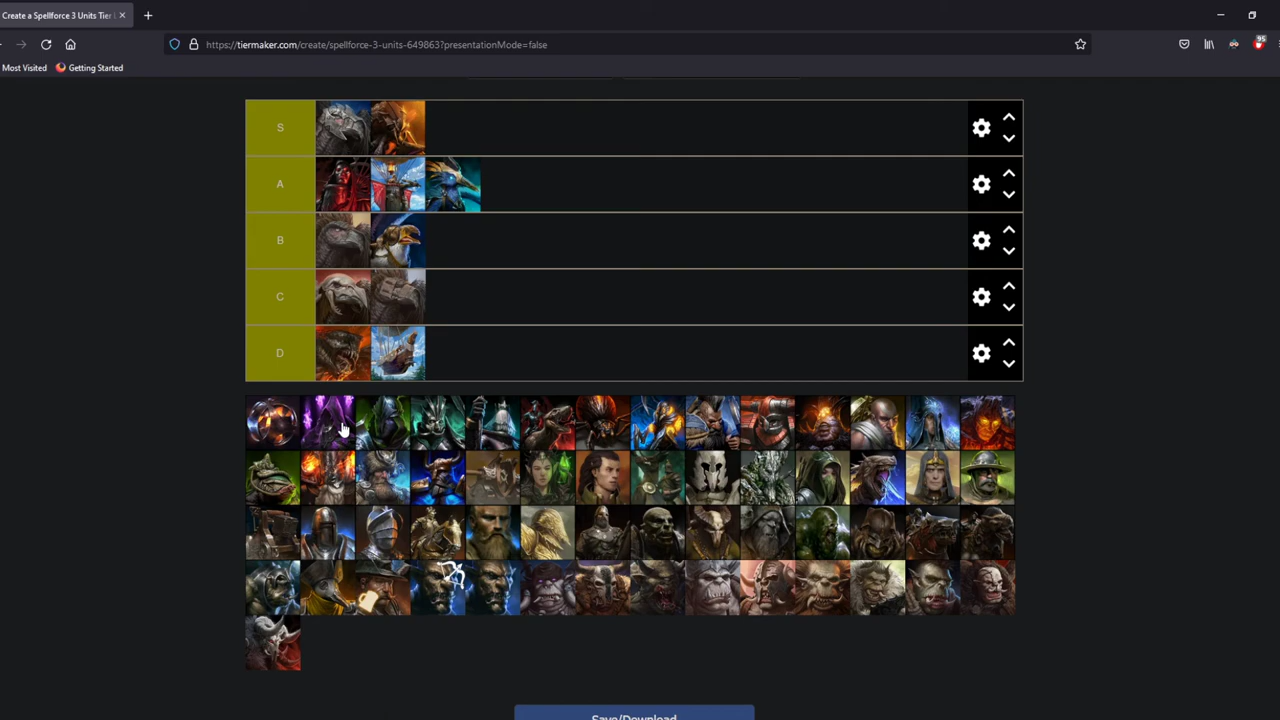 Create a Spellforce 3 Units Tier
https://tiermaker.com/create/spellforce-3-units-649863?presentationMode=false
95
Most Visited
Getting Started
S
A
B
C
D
Save/Download